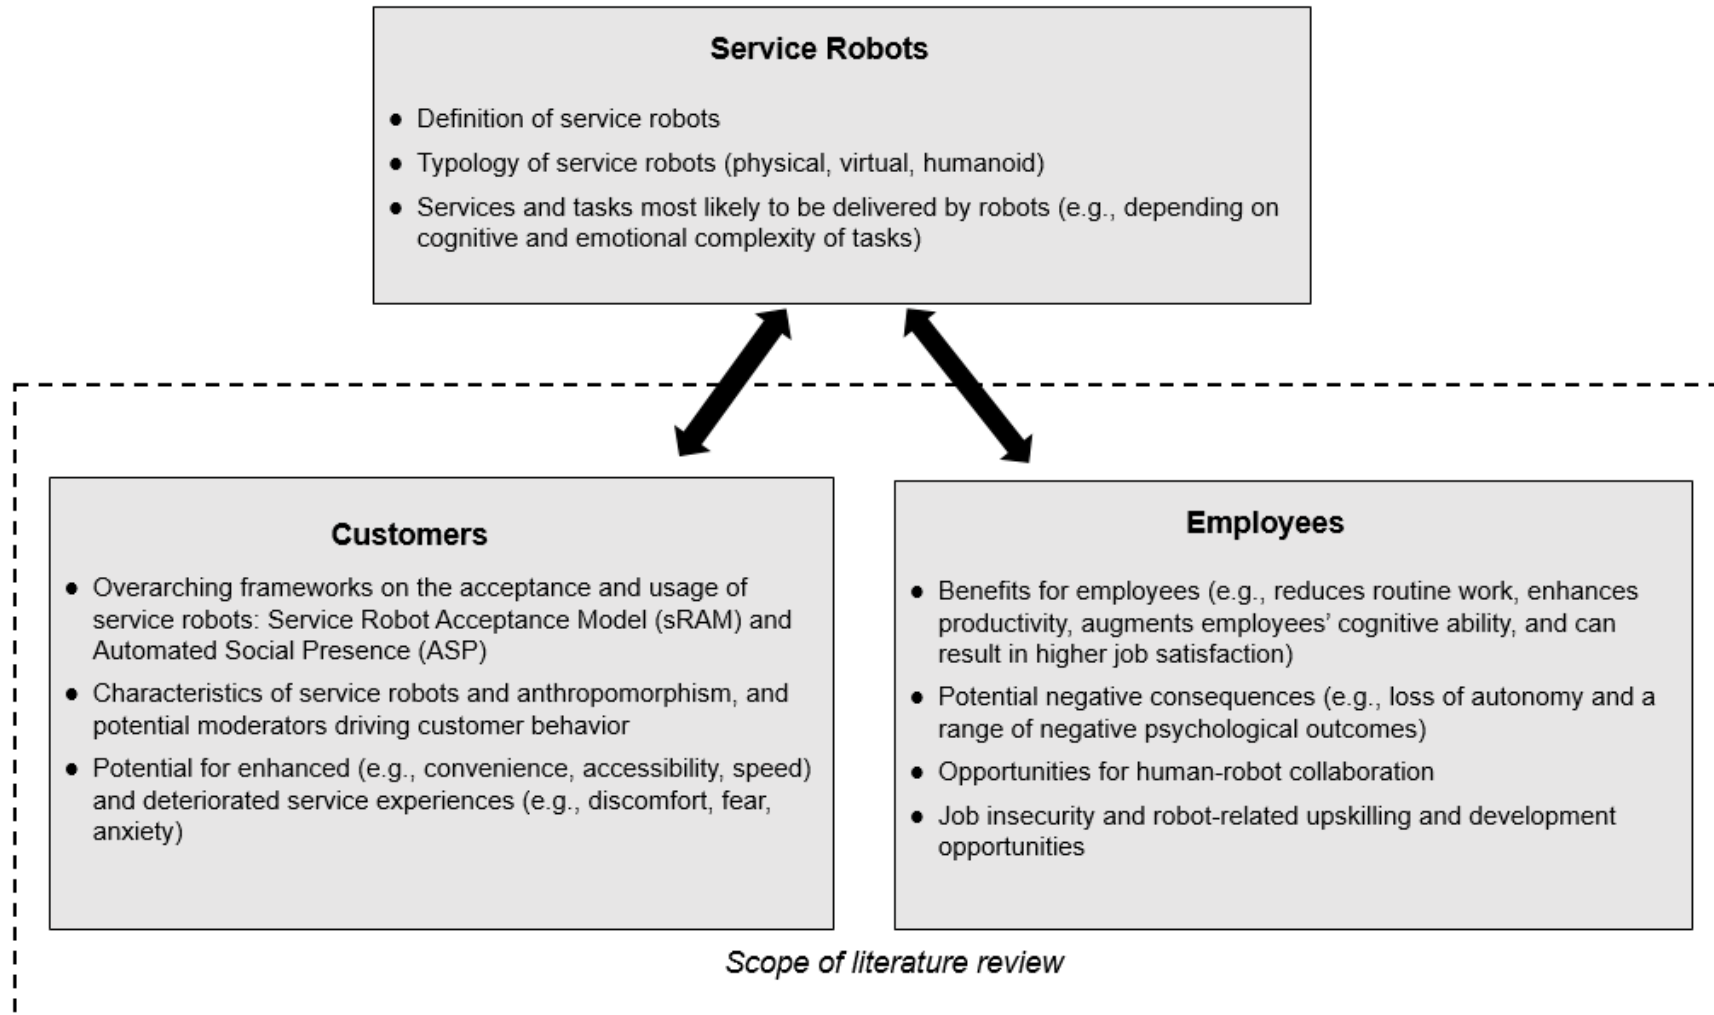 Service Robots
● Definition of service robots
● Typology of service robots (physical, virtual, humanoid)
● Services and tasks most likely to be delivered by robots (e.g., depending on
cognitive and emotional complexity of tasks)
Customers
● Overarching frameworks on the acceptance and usage of
service robots: Service Robot Acceptance Model (sRAM) and
Automated Social Presence (ASP)
● Characteristics of service robots and anthropomorphism, and
potential moderators driving customer behavior
● Potential for enhanced (e.g., convenience, accessibility, speed)
and deteriorated service experiences (e.g., discomfort, fear,
anxiety)
Employees
● Benefits for employees (e.g., reduces routine work, enhances
productivity, augments employees’ cognitive ability, and can
result in higher job satisfaction)
● Potential negative consequences (e.g., loss of autonomy and a
range of negative psychological outcomes)
● Opportunities for human-robot collaboration
● Job insecurity and robot-related upskilling and development
opportunities
Scope of literature review